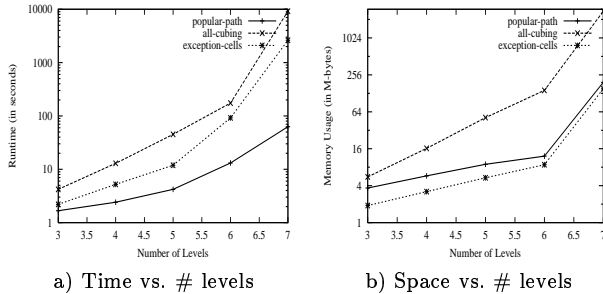 10000
1000
100
10
1
Runtime (in seconds)
popular-path
all-cubing
exception-cells
3 3.5 4 4.5 5 5.5 6 6.5 7
Number of Levels
a) Time vs. # levels
1024
256
64
16
4
1
Memory Usage (in M-bytes)
popular-path
all-cubing
exception-cells
3 3.5 4 4.5 5 5.5 6 6.5 7
Number of Levels
b) Space vs. # levels